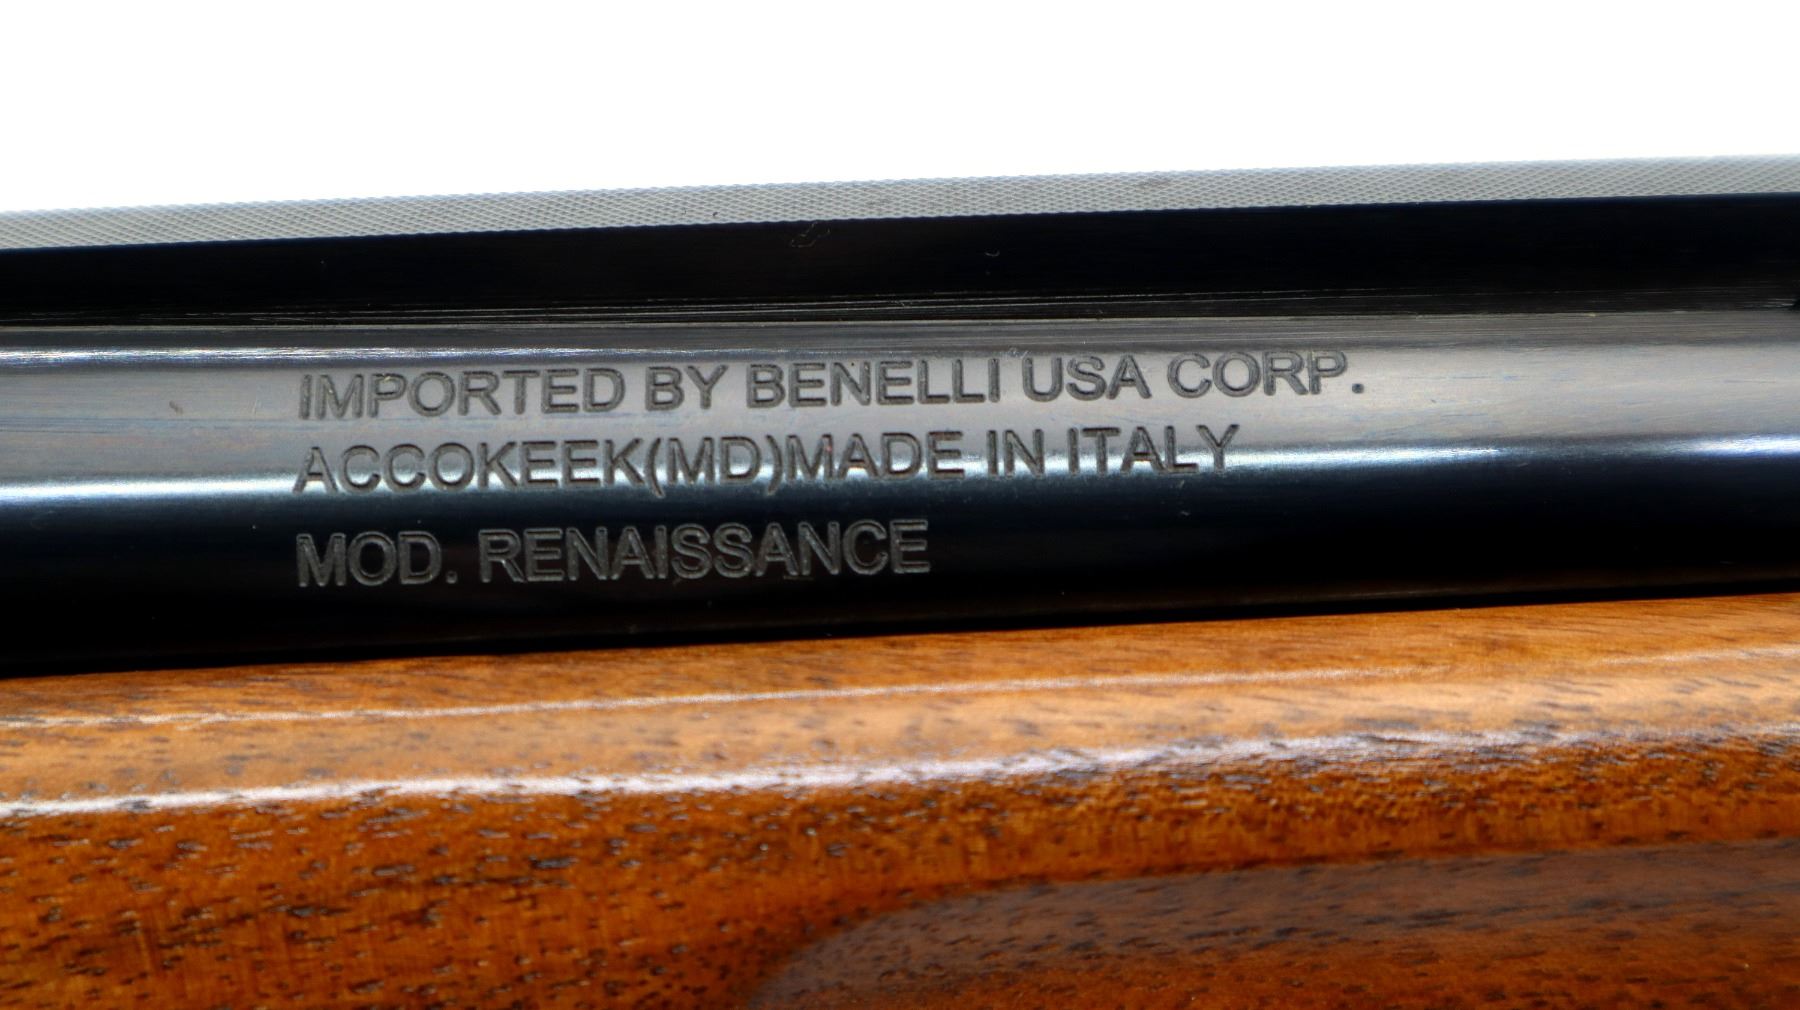 IMPORTED BY BENELLI USA CORP.
ACCOKEEK(MD)MADE IN ITALY
MOD. RENAISSANCE